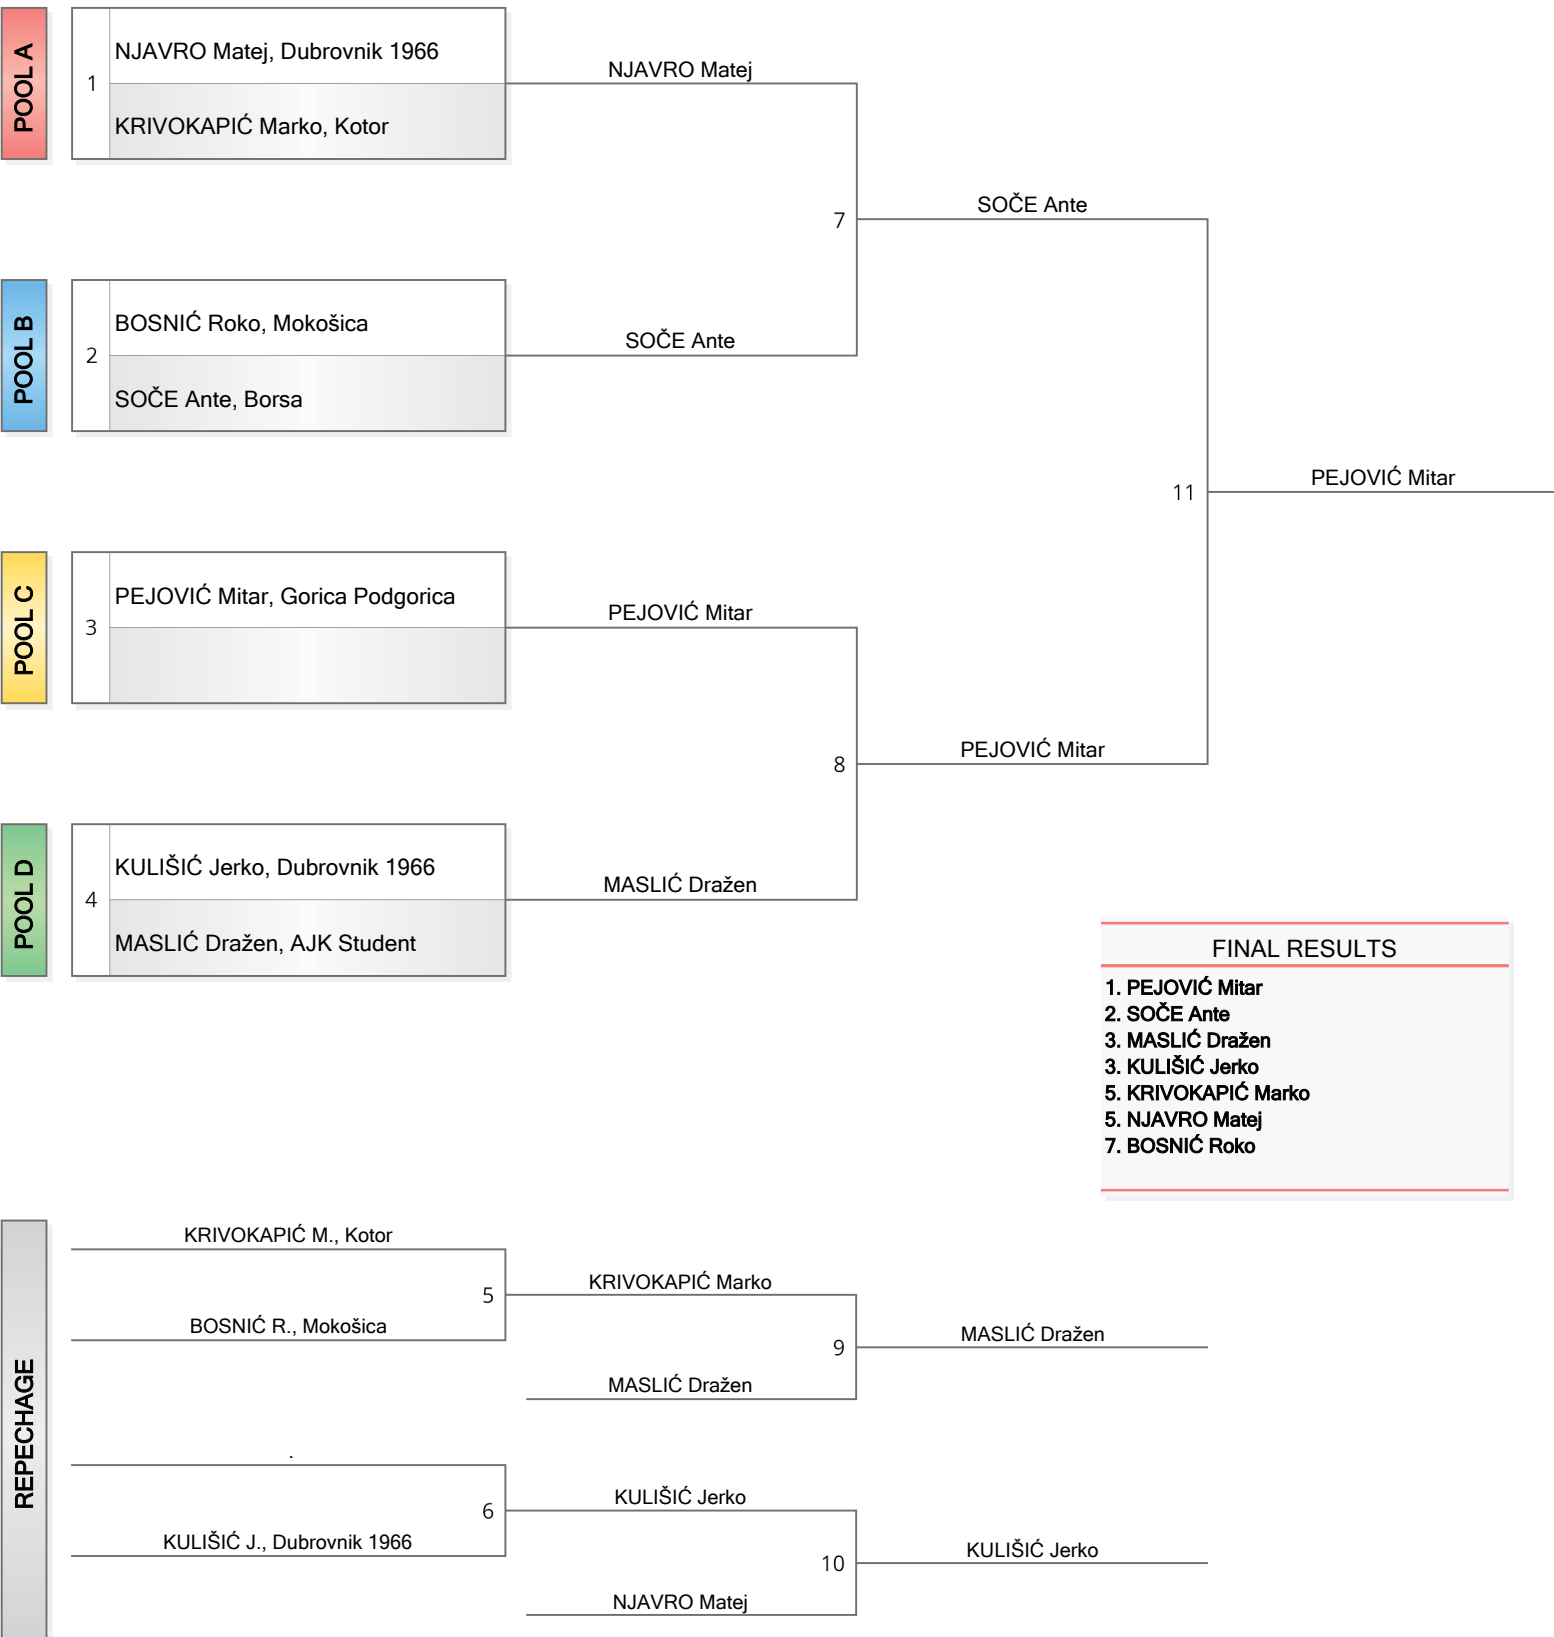 POOL A
1
NJAVRO Matej, Dubrovnik 1966
KRIVOKAPIĆ Marko, Kotor
NJAVRO Matej
7
SOČE Ante
POOL B
2
BOSNIĆ Roko, Mokošica
SOČE Ante, Borsa
SOČE Ante
11
PEJOVIĆ Mitar
POOL C
3
PEJOVIĆ Mitar, Gorica Podgorica
PEJOVIĆ Mitar
8
PEJOVIĆ Mitar
POOL D
4
KULIŠIĆ Jerko, Dubrovnik 1966
MASLIĆ Dražen, AJK Student
MASLIĆ Dražen
FINAL RESULTS
1. PEJOVIĆ Mitar
2. SOČE Ante
3. MASLIĆ Dražen
3. KULIŠIĆ Jerko
5. KRIVOKAPIĆ Marko
5. NJAVRO Matej
7. BOSNIĆ Roko
REPECHAGE
KRIVOKAPIĆ M., Kotor
5
BOSNIĆ R., Mokošica
KRIVOKAPIĆ Marko
9
MASLIĆ Dražen
MASLIĆ Dražen
.
6
KULIŠIĆ J., Dubrovnik 1966
KULIŠIĆ Jerko
10
NJAVRO Matej
KULIŠIĆ Jerko